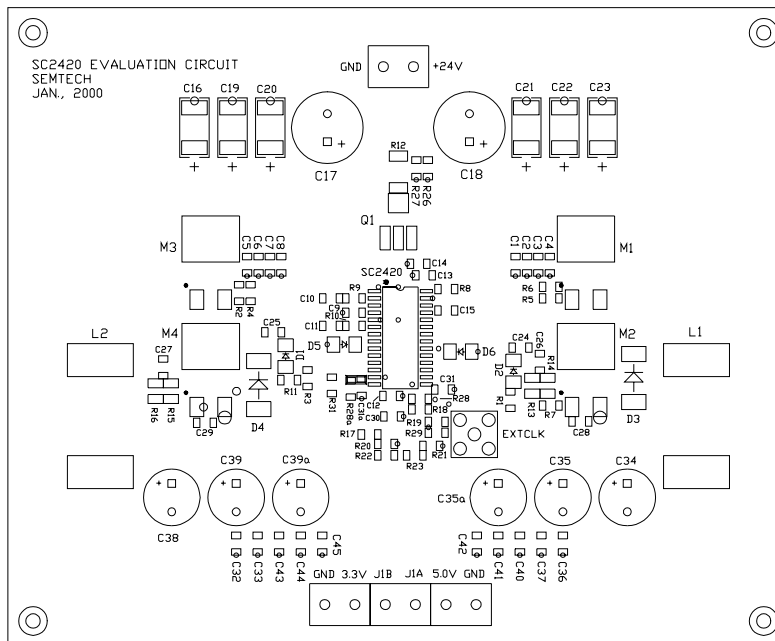 SC2420 EVALUATION CIRCUIT
SEMTECH
JAN., 2000
GND
+24V
C16
C19
C20
C17
C18
C21
C22
C23
R12
R27
R26
Q1
M3
C5
C6
C7
C8
C14
C13
SC2420
C1
C2
C3
C4
M1
R2
R4
C10
R9
C9
R10
C11
R8
C15
R6
R5
L2
M4
C25
D1
D5
D6
C24
C26
D2
R14
M2
L1
C27
R16
R15
R11
R3
R31
R28a
C31a
C12
C30
C31
R28
R18
R1
R13
R7
C29
D4
R17
R19
R29
R20
R22
R21
R23
EXTCLK
C28
D3
C38
C39
C39a
C35a
C35
C34
C32
C33
C43
C44
C45
C42
C41
C40
C37
C36
GND 3.3V J1B J1A 5.0V GND